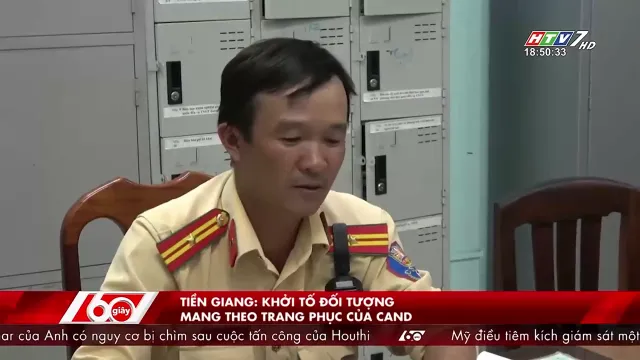 HTV7 HD
18:50:33
TIỀN GIANG: KHỞI TỐ ĐỐI TƯỢNG
MANG THEO TRANG PHỤC CỦA CAND
60 giây
ar của Anh có nguy cơ bị chìm sau cuộc tấn công của Houthi Mỹ điều tiêm kích giám sát một